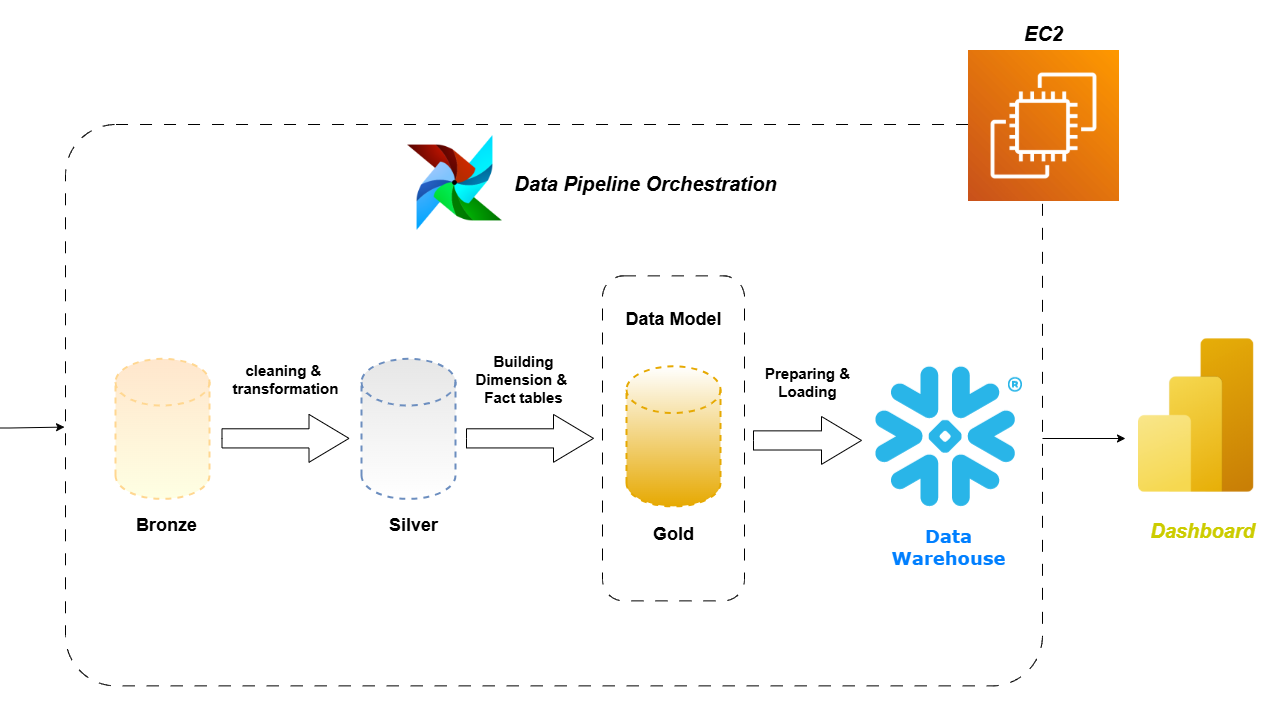 EC2
Data Pipeline Orchestration
Data Model
cleaning &
transformation
Building
Dimension &
Fact tables
Preparing &
Loading
®
Bronze
Silver
Gold
Data
Warehouse
Dashboard